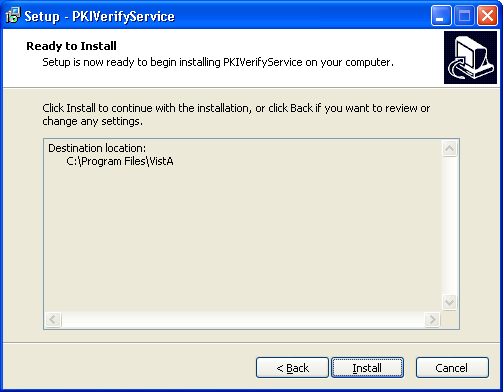 Setup - PKIVerifyService
Ready to Install
Setup is now ready to begin installing PKIVerifyService on your computer.
Click Install to continue with the installation, or click Back if you want to review or
change any settings.
Destination location:
C:\Program Files\VistA
< Back
Install
Cancel